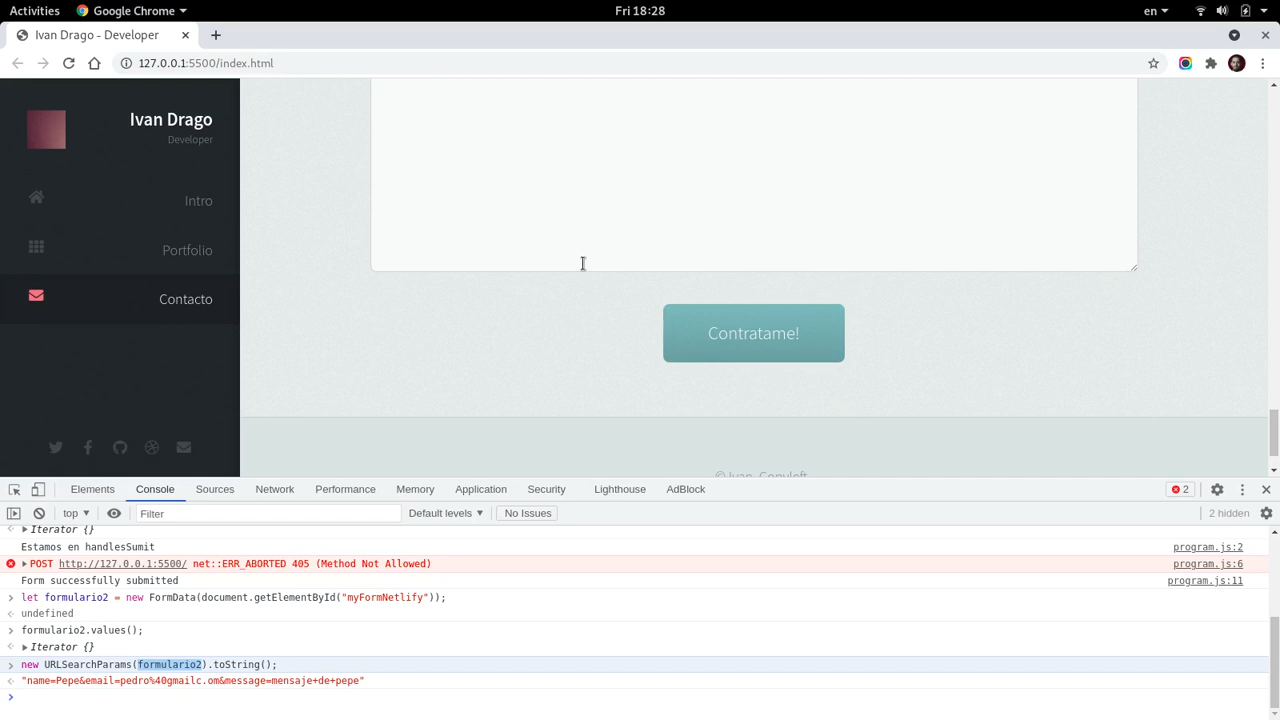 Activities Google Chrome Fri 18:28 en
Ivan Drago - Developer
127.0.0.1:5500/index.html
Ivan Drago
Developer
Intro
Portfolio
Contacto
Contratame!
© Ivan. Copyleft
Elements Console Sources Network Performance Memory Application Security Lighthouse AdBlock 2
top Filter Default levels No Issues 2 hidden
Iterator {}
Estamos en handlesSumit program.js:2
POST http://127.0.0.1:5500/ net::ERR_ABORTED 405 (Method Not Allowed) program.js:6
Form successfully submitted program.js:11
let formulario2 = new FormData(document.getElementById("myFormNetlify"));
undefined
formulario2.values();
Iterator {}
new URLSearchParams(formulario2).toString();
"name=Pepe&email=pedro%40gmailc.om&message=mensaje+de+pepe"